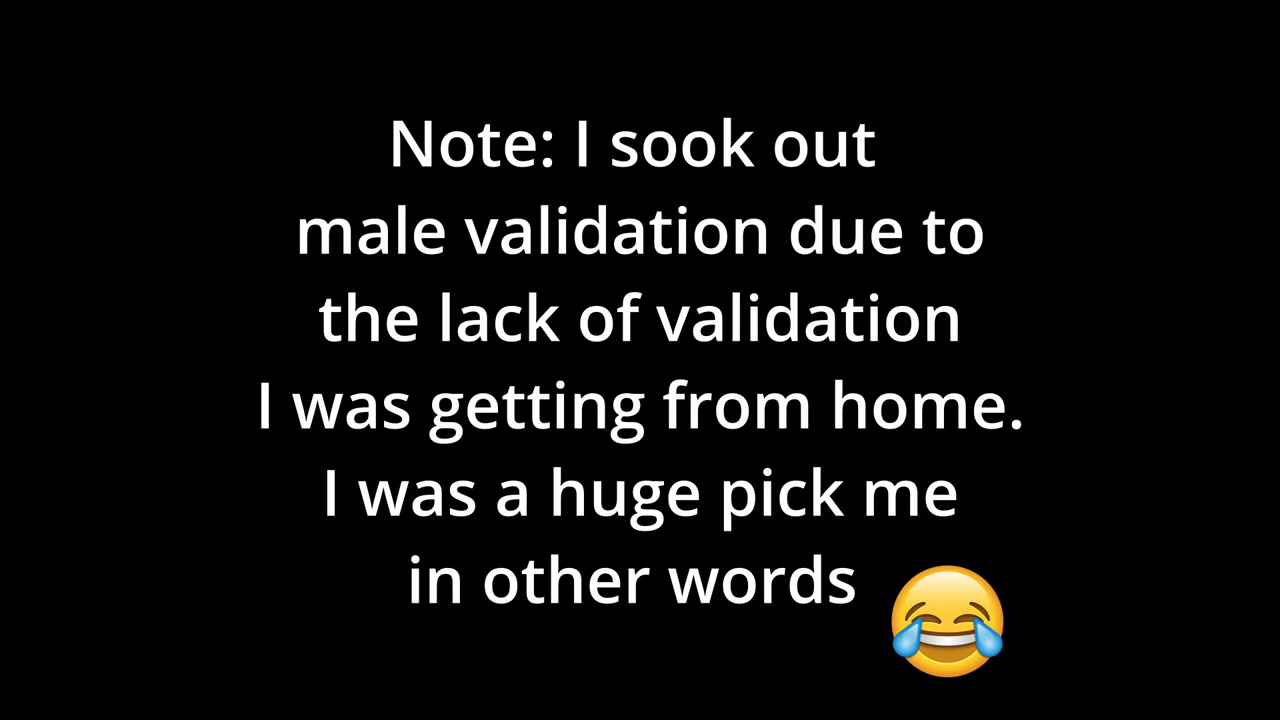 Note: I sook out
male validation due to
the lack of validation
I was getting from home.
I was a huge pick me
in other words 😂